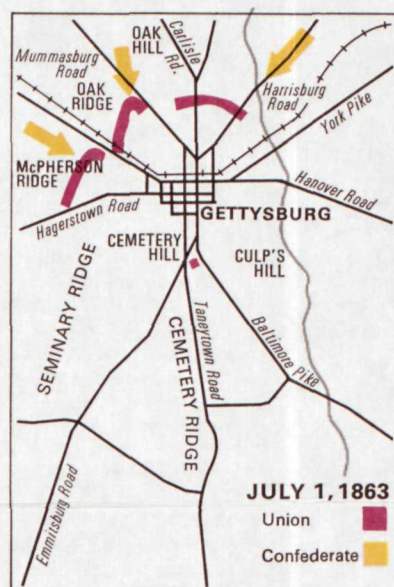 OAK
HILL
Carlisle
Rd.
Mummasburg
Road
OAK
RIDGE
Harrisburg
Road
York Pike
McPHERSON
RIDGE
Hanover Road
Hagerstown Road
GETTYSBURG
CEMETERY
HILL
CULP'S
HILL
SEMINARY RIDGE
CEMETERY RIDGE
Taneytown Road
Baltimore Pike
Emmitsburg Road
JULY 1, 1863
Union
Confederate